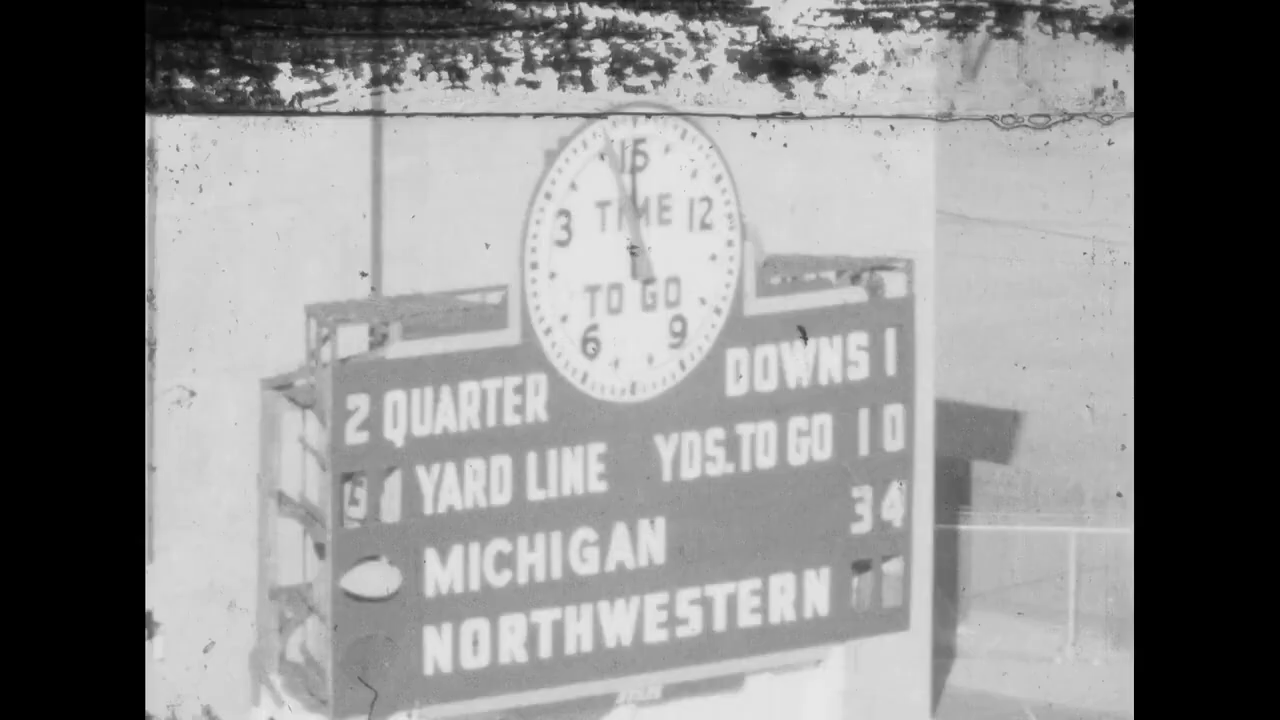 15
3 TIME 12
TO GO
6 9
DOWNS 1
2 QUARTER
YARD LINE YDS. TO GO 10
MICHIGAN 34
NORTHWESTERN